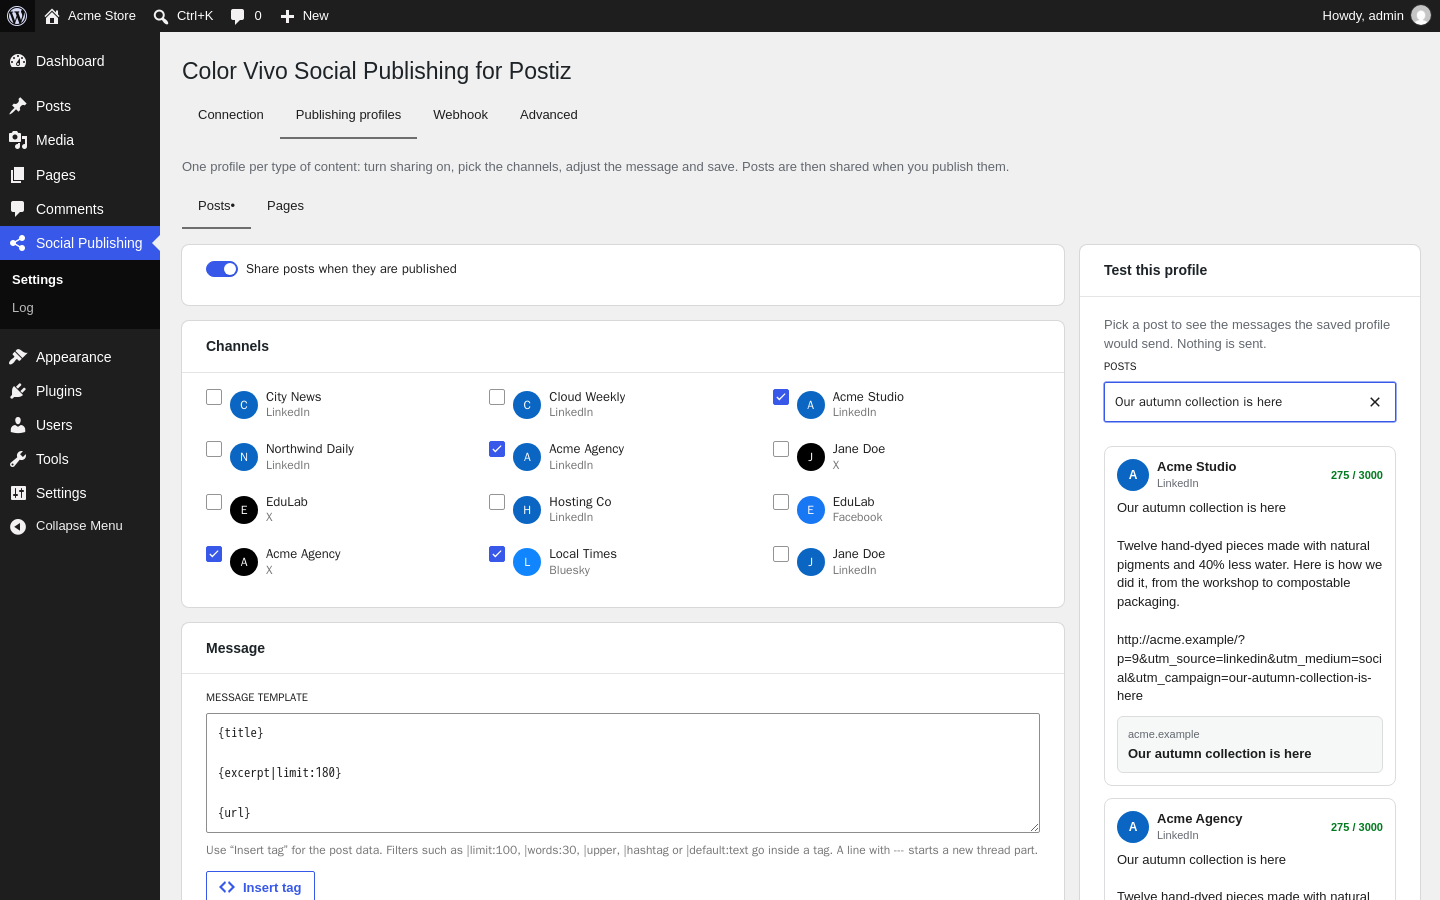 Acme Store
Ctrl+K
0
New
Howdy, admin
Dashboard
Posts
Media
Pages
Comments
Social Publishing
Settings
Log
Appearance
Plugins
Users
Tools
Settings
Collapse Menu
Color Vivo Social Publishing for Postiz
Connection
Publishing profiles
Webhook
Advanced
One profile per type of content: turn sharing on, pick the channels, adjust the message and save. Posts are then shared when you publish them.
Posts•
Pages
Share posts when they are published
Channels
C
City News
LinkedIn
C
Cloud Weekly
LinkedIn
A
Acme Studio
LinkedIn
N
Northwind Daily
LinkedIn
A
Acme Agency
LinkedIn
J
Jane Doe
X
E
EduLab
X
H
Hosting Co
LinkedIn
E
EduLab
Facebook
A
Acme Agency
X
L
Local Times
Bluesky
J
Jane Doe
LinkedIn
Message
MESSAGE TEMPLATE
{title}
{excerpt|limit:180}
{url}
Use “Insert tag” for the post data. Filters such as |limit:100, |words:30, |upper, |hashtag or |default:text go inside a tag. A line with --- starts a new thread part.
Insert tag
Test this profile
Pick a post to see the messages the saved profile
would send. Nothing is sent.
POSTS
Our autumn collection is here
A
Acme Studio
LinkedIn
275 / 3000
Our autumn collection is here
Twelve hand-dyed pieces made with natural
pigments and 40% less water. Here is how we
did it, from the workshop to compostable
packaging.
http://acme.example/?
p=9&utm_source=linkedin&utm_medium=soci
al&utm_campaign=our-autumn-collection-is-
here
acme.example
Our autumn collection is here
A
Acme Agency
LinkedIn
275 / 3000
Our autumn collection is here
Twelve hand-dyed pieces made with natural